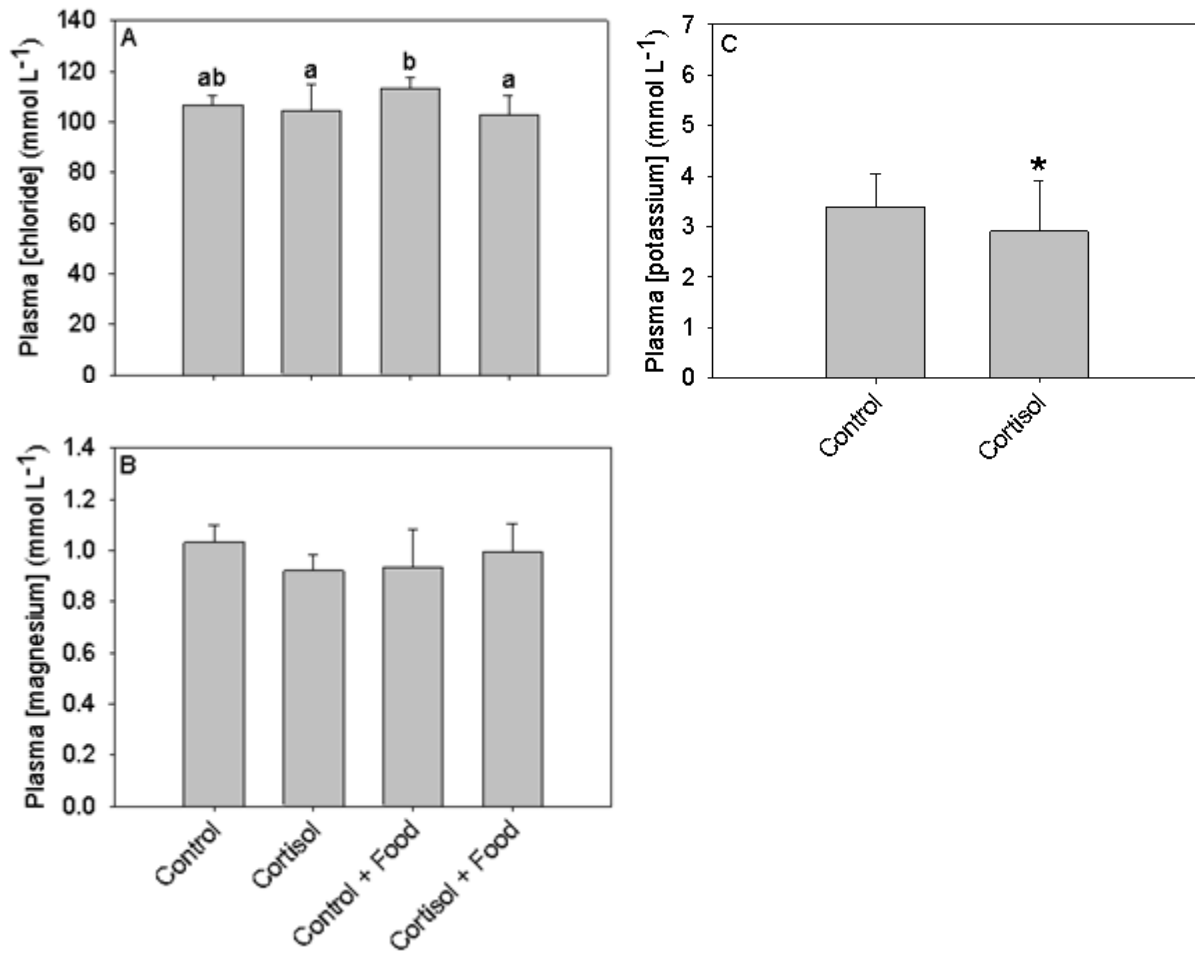 A
Plasma [chloride] (mmol L⁻¹)
140
120
100
80
60
40
20
0
ab
a
b
a
B
Plasma [magnesium] (mmol L⁻¹)
1.4
1.2
1.0
0.8
0.6
0.4
0.2
0.0
Control
Cortisol
Control + Food
Cortisol + Food
C
Plasma [potassium] (mmol L⁻¹)
7
6
5
4
3
2
1
0
*
Control
Cortisol